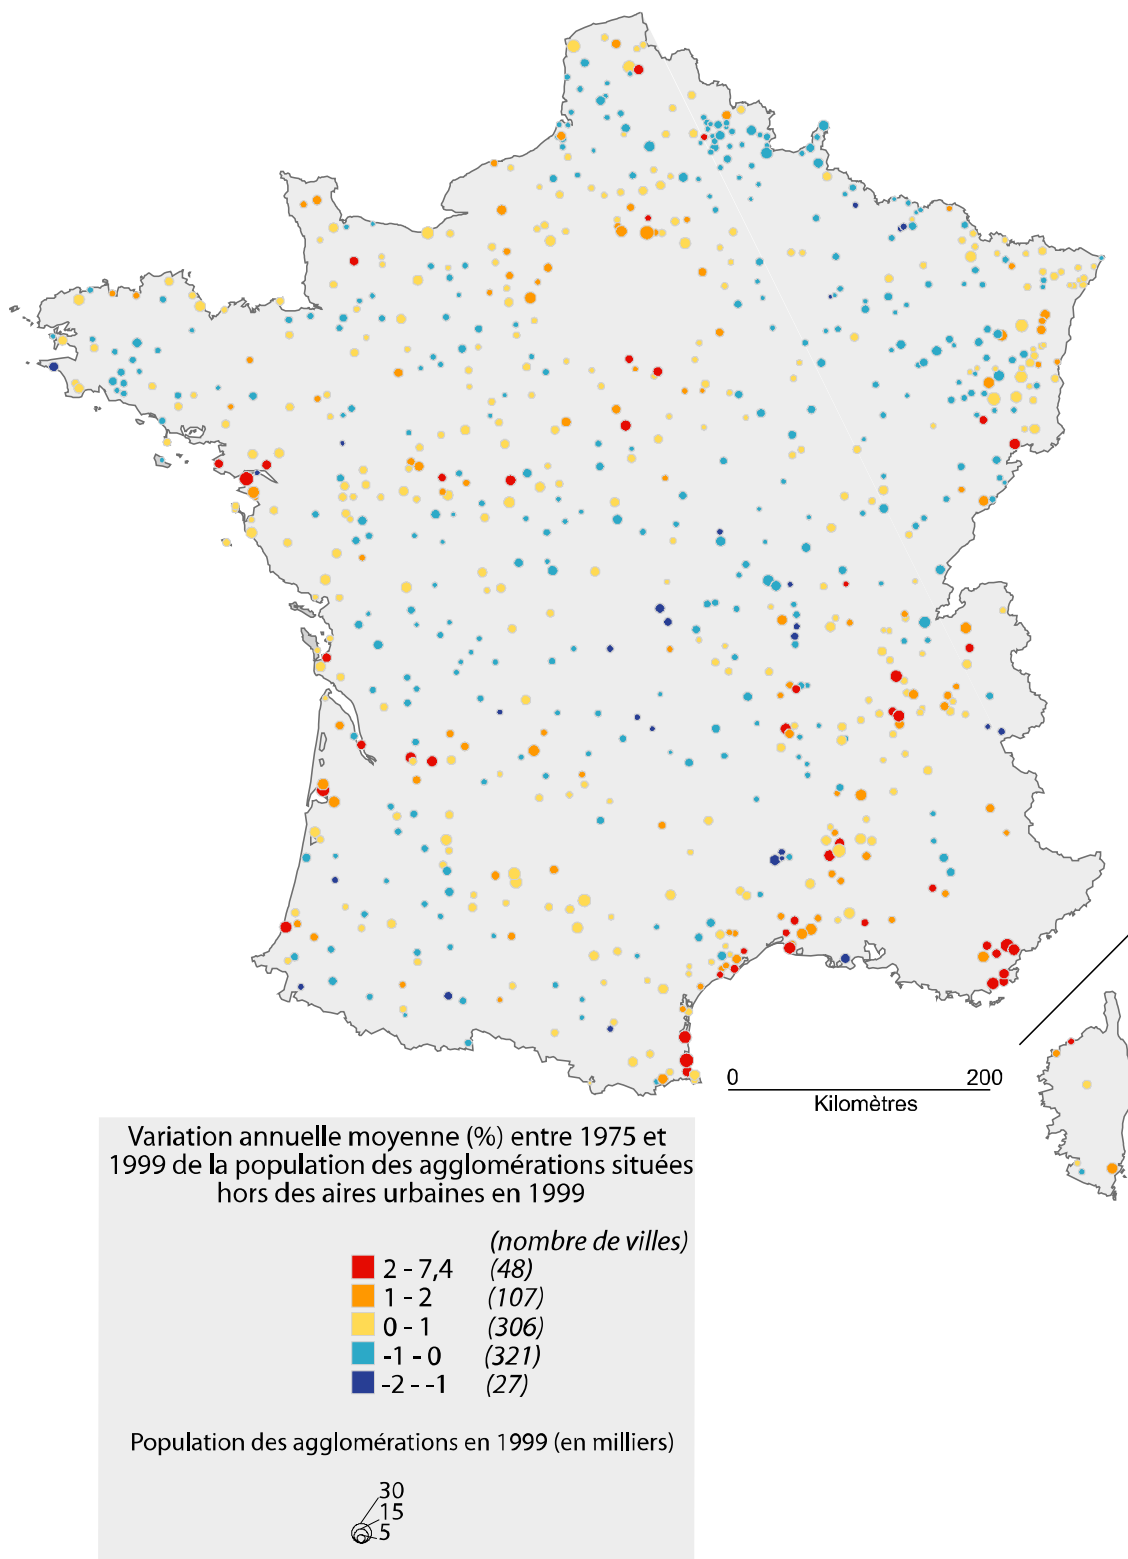 0 200
Kilomètres
Variation annuelle moyenne (%) entre 1975 et
1999 de la population des agglomérations situées
hors des aires urbaines en 1999
(nombre de villes)
2 - 7,4 (48)
1 - 2 (107)
0 - 1 (306)
-1 - 0 (321)
-2 - -1 (27)
Population des agglomérations en 1999 (en milliers)
30
15
5